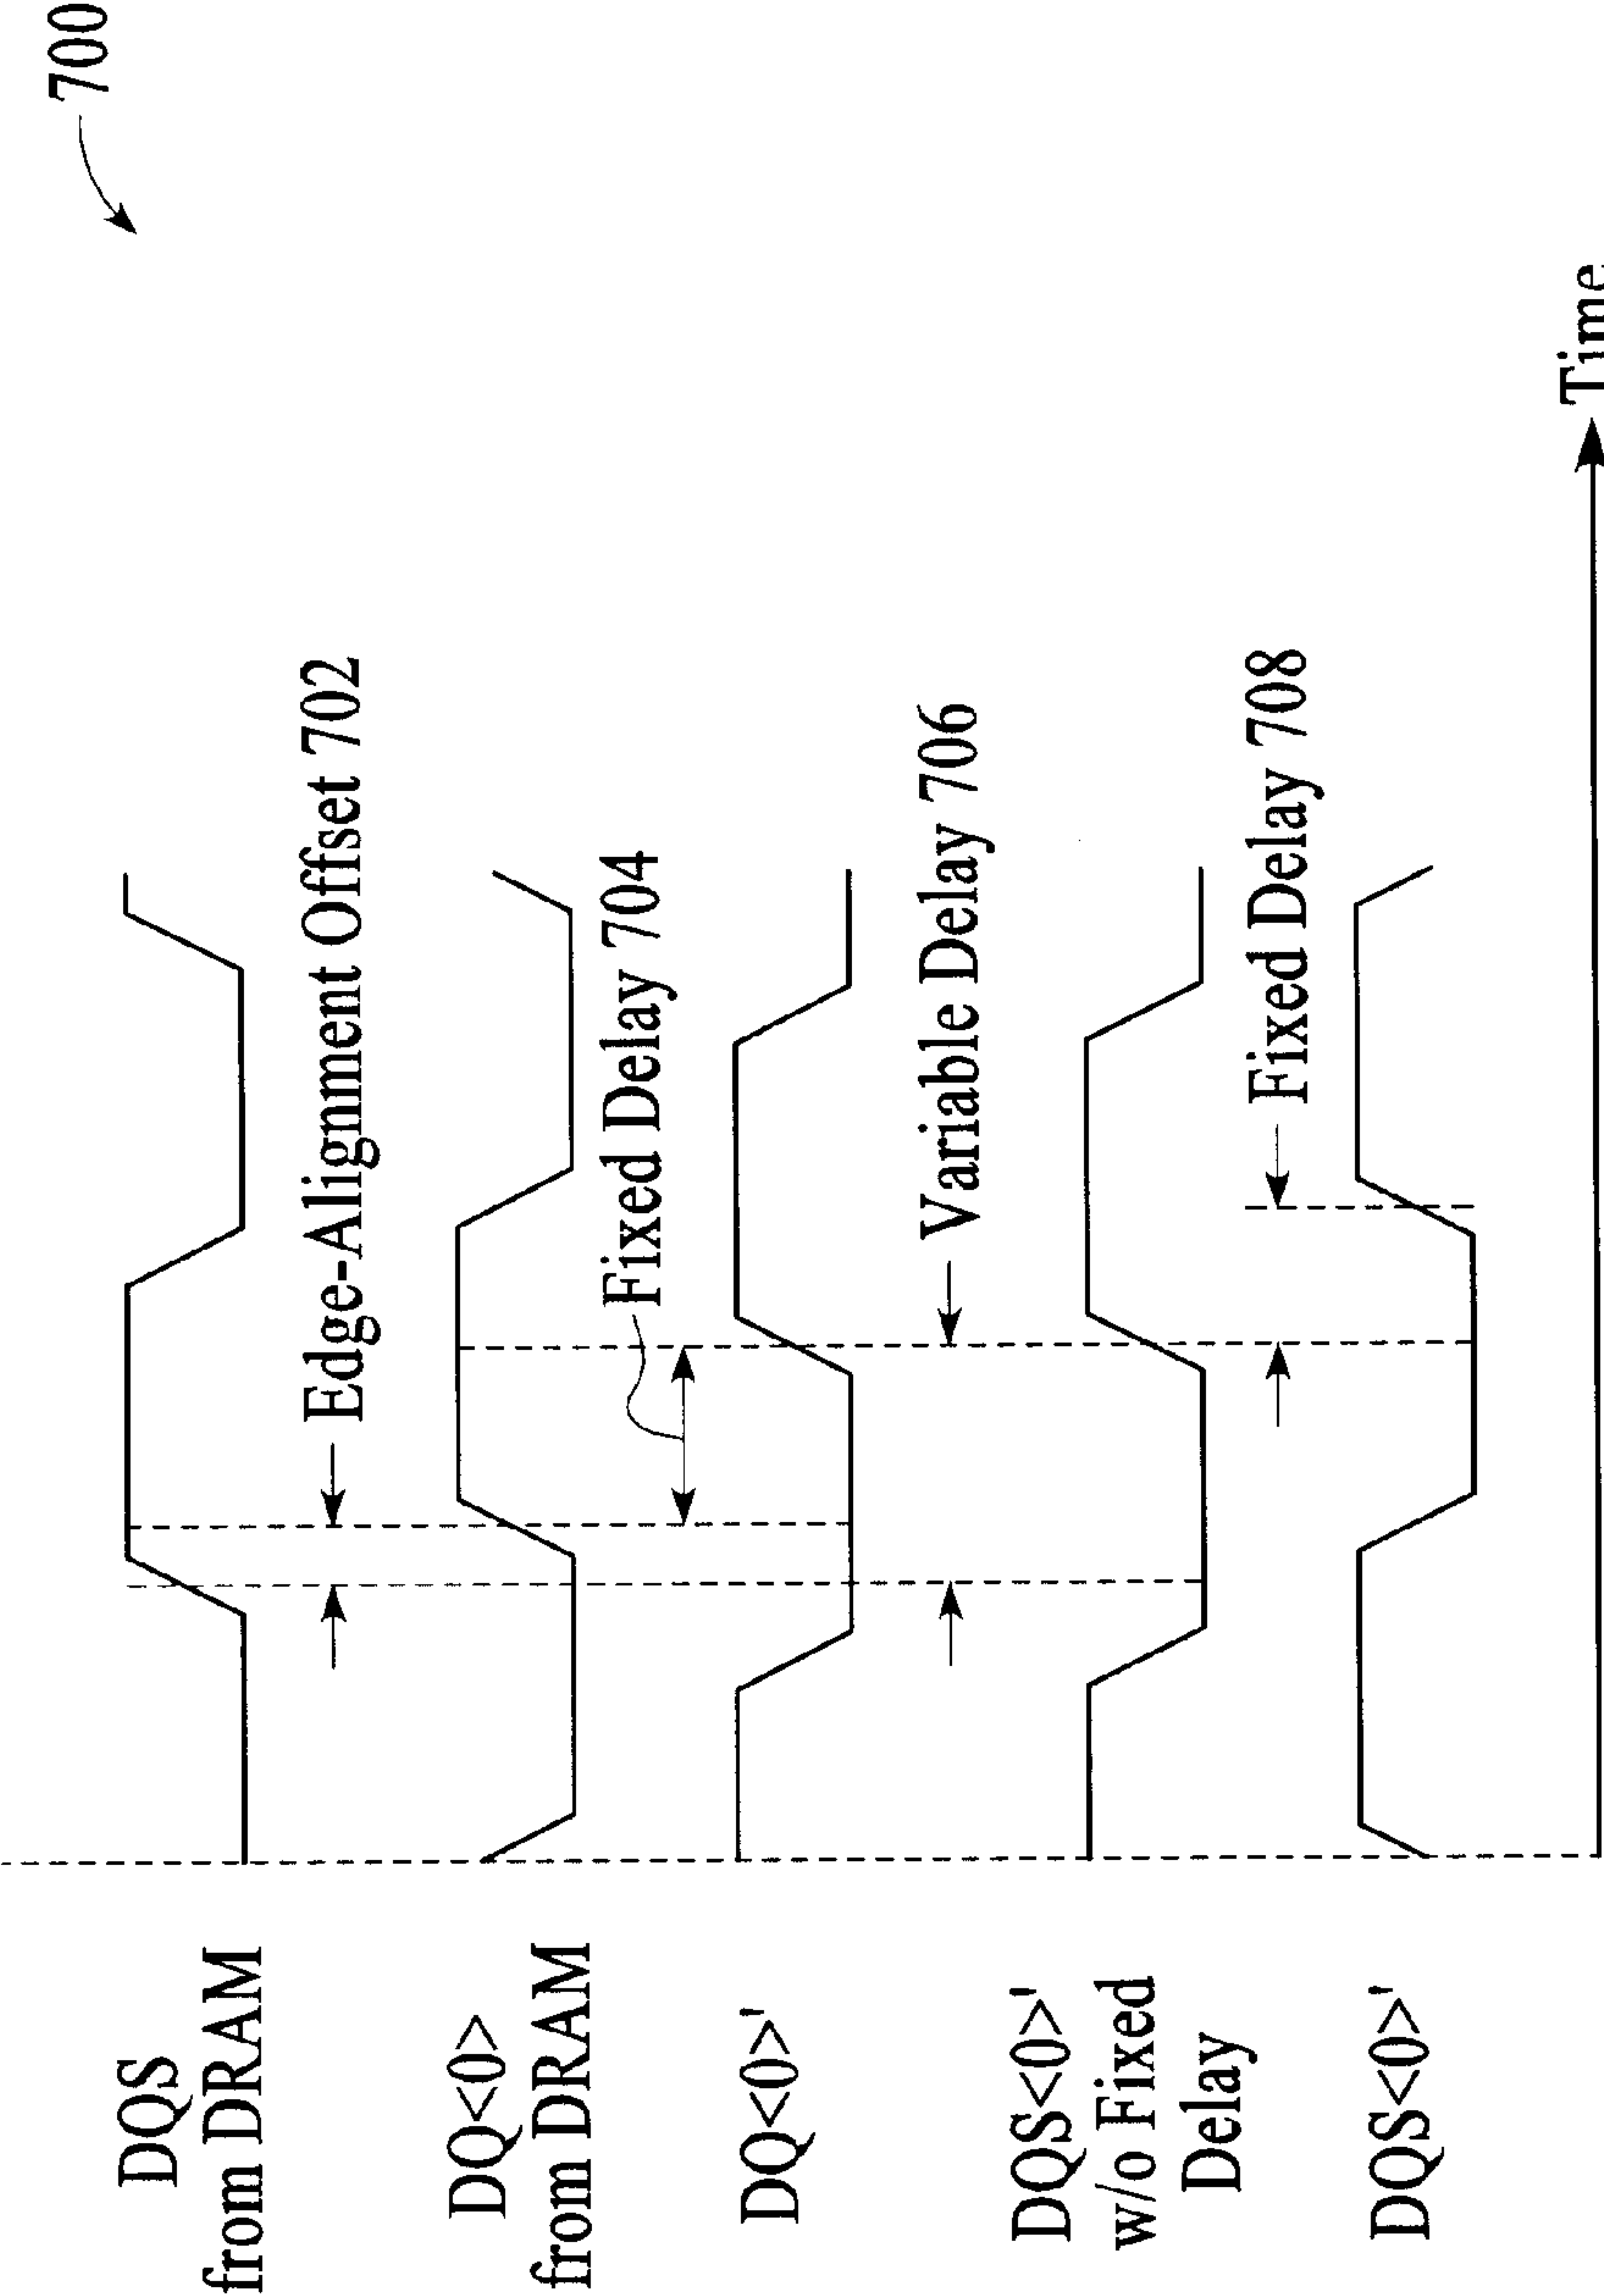 700
DQS
from DRAM
Edge-Alignment Offset 702
DQ<0>
from DRAM
Fixed Delay 704
DQ<0>'
Variable Delay 706
DQS<0>'
w/o Fixed
Delay
Fixed Delay 708
DQS<0>'
Time